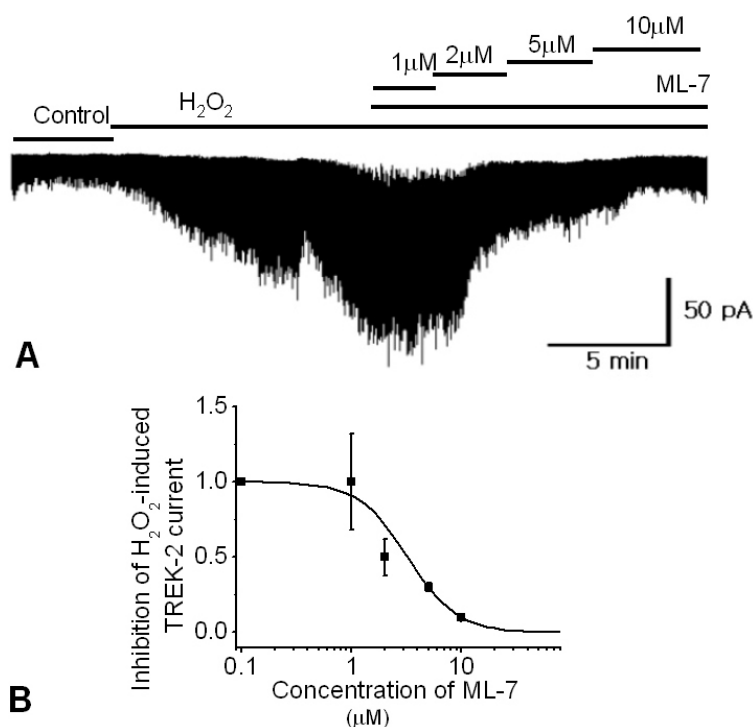 10μM
5μM
2μM
1μM
ML-7
H₂O₂
Control
50 pA
5 min
A
1.5
1.0
0.5
0.0
Inhibition of H₂O₂-induced
TREK-2 current
0.1 1 10
Concentration of ML-7
(μM)
B